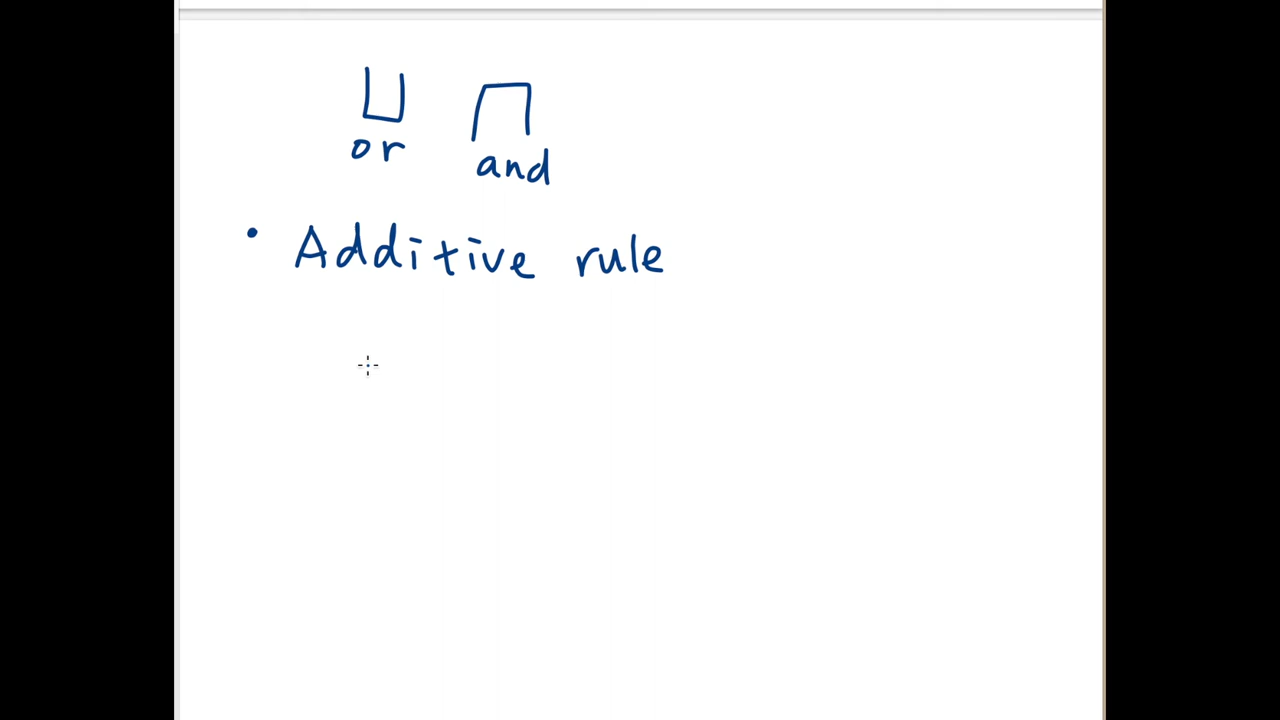 ⊔ ⊓
or and
• Additive rule